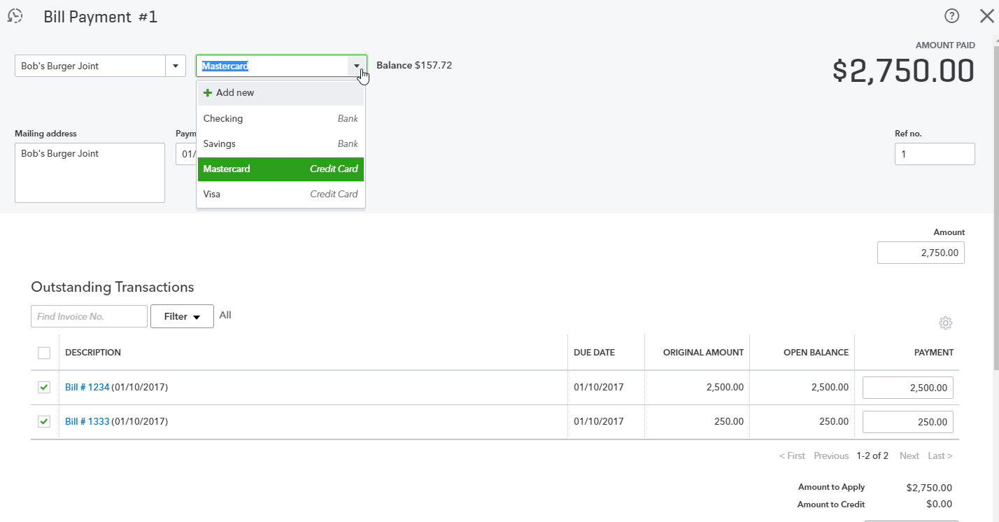 Bill Payment #1
AMOUNT PAID
$2,750.00
Bob's Burger Joint
Mastercard
Balance $157.72
Add new
Checking Bank
Savings Bank
Mastercard Credit Card
Visa Credit Card
Mailing address
Bob's Burger Joint
Paym
01/
Ref no.
1
Amount
2,750.00
Outstanding Transactions
Find Invoice No.
Filter
All
DESCRIPTION DUE DATE ORIGINAL AMOUNT OPEN BALANCE PAYMENT
Bill # 1234 (01/10/2017) 01/10/2017 2,500.00 2,500.00 2,500.00
Bill # 1333 (01/10/2017) 01/10/2017 250.00 250.00 250.00
< First Previous 1-2 of 2 Next Last >
Amount to Apply $2,750.00
Amount to Credit $0.00